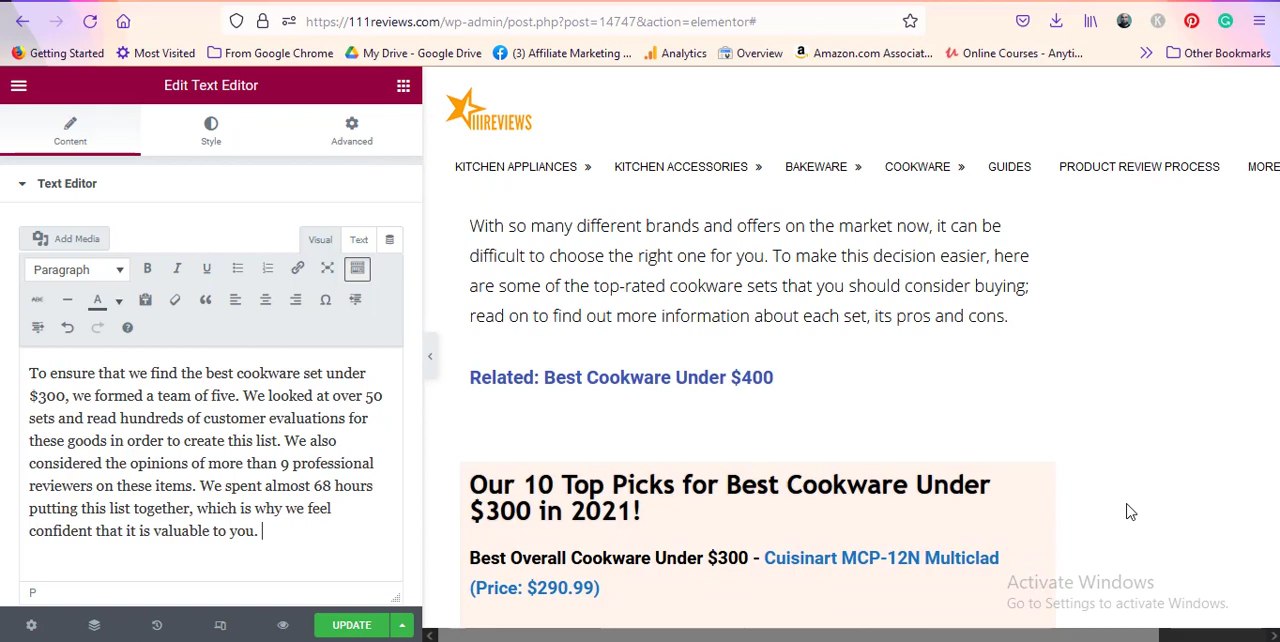 https://111reviews.com/wp-admin/post.php?post=14747&action=elementor#
Getting Started
Most Visited
From Google Chrome
My Drive - Google Drive
(3) Affiliate Marketing ...
Analytics
Overview
Amazon.com Associat...
Online Courses - Anyti...
Other Bookmarks
Edit Text Editor
Content
Style
Advanced
Text Editor
Add Media
Visual
Text
Paragraph
B
I
U
ABC
A
To ensure that we find the best cookware set under
$300, we formed a team of five. We looked at over 50
sets and read hundreds of customer evaluations for
these goods in order to create this list. We also
considered the opinions of more than 9 professional
reviewers on these items. We spent almost 68 hours
putting this list together, which is why we feel
confident that it is valuable to you.
P
UPDATE
111REVIEWS
KITCHEN APPLIANCES »
KITCHEN ACCESSORIES »
BAKEWARE »
COOKWARE »
GUIDES
PRODUCT REVIEW PROCESS
MORE
With so many different brands and offers on the market now, it can be
difficult to choose the right one for you. To make this decision easier, here
are some of the top-rated cookware sets that you should consider buying;
read on to find out more information about each set, its pros and cons.
Related: Best Cookware Under $400
Our 10 Top Picks for Best Cookware Under
$300 in 2021!
Best Overall Cookware Under $300 - Cuisinart MCP-12N Multiclad
(Price: $290.99)
Activate Windows
Go to Settings to activate Windows.